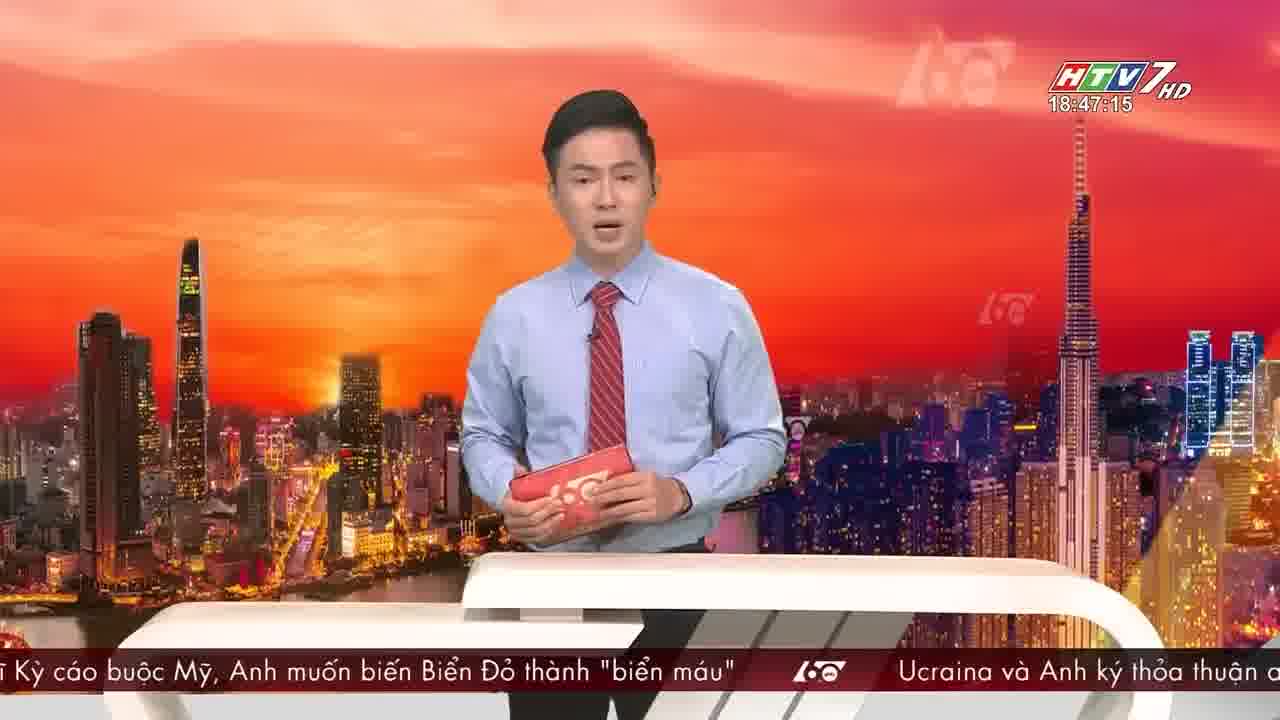 HTV7 HD
18:47:15
Kỳ cáo buộc Mỹ, Anh muốn biến Biển Đỏ thành "biển máu" 60 Ucraina và Anh ký thỏa thuận